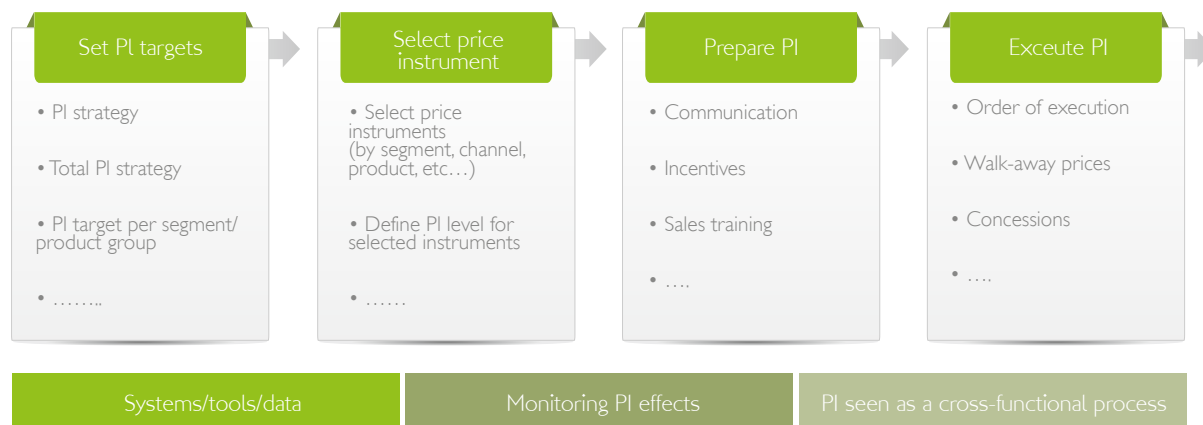 Set PI targets
• PI strategy
• Total PI strategy
• PI target per segment/
product group
• ……..
Select price
instrument
• Select price
instruments
(by segment, channel,
product, etc…)
• Define PI level for
selected instruments
• ……
Prepare PI
• Communication
• Incentives
• Sales training
• ….
Exceute PI
• Order of execution
• Walk-away prices
• Concessions
• ….
Systems/tools/data
Monitoring PI effects
PI seen as a cross-functional process